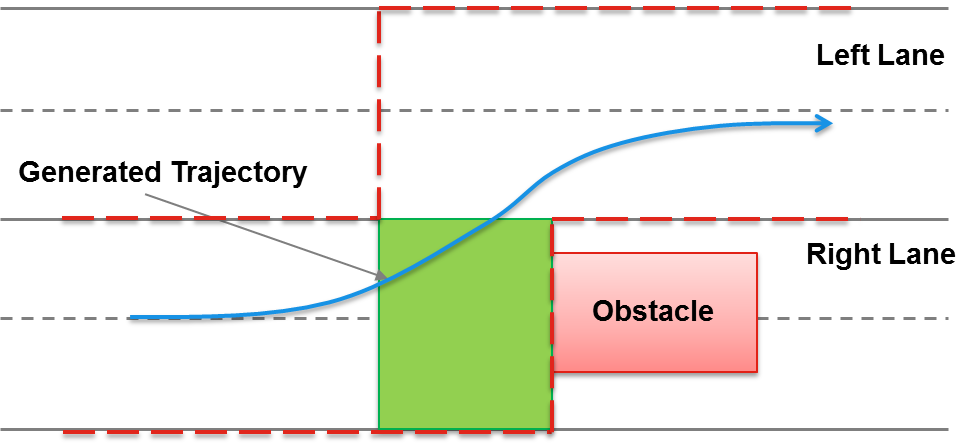 Left Lane
Generated Trajectory
Right Lane
Obstacle